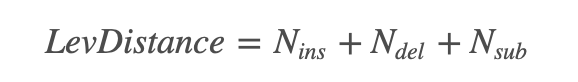 LevDistance = N_ins + N_del + N_sub